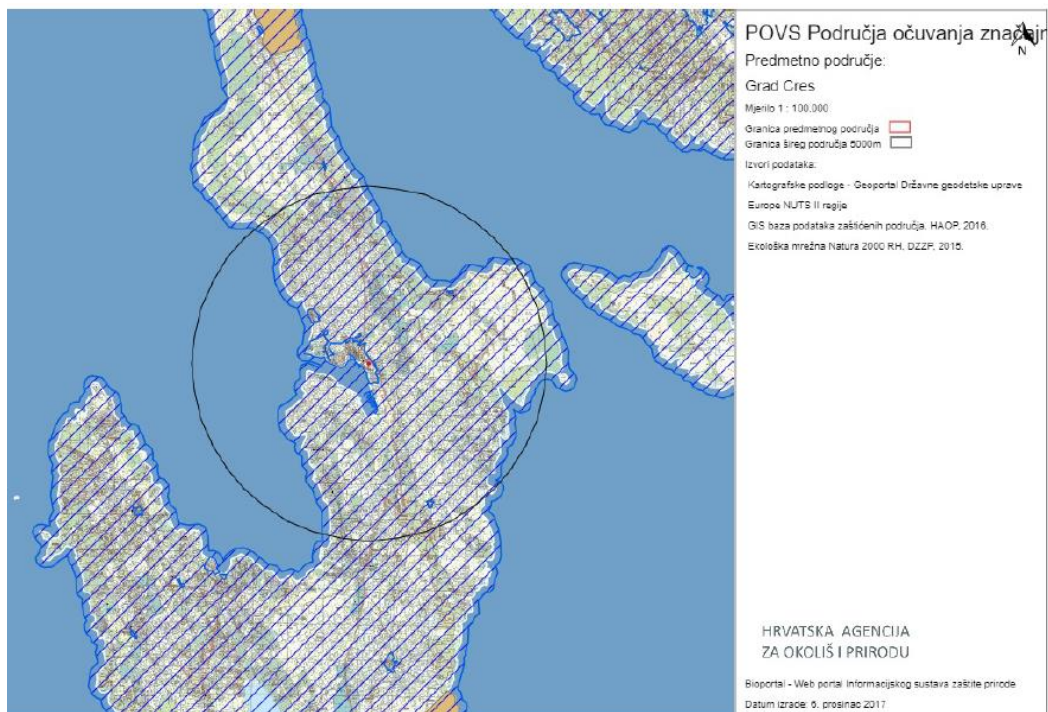 POVS Područja očuvanja značajn
N
Predmetno područje:
Grad Cres
Mjerilo 1 : 100.000
Granica predmetnog područja
Granica šireg područja 5000m
Izvori podataka:
Kartografske podloge - Geoportal Državne geodetske uprave
Europe NUTS II regije
GIS baza podataka zaštićenih područja, HAOP, 2016.
Ekološka mrežna Natura 2000 RH, DZZP, 2015.
HRVATSKA AGENCIJA
ZA OKOLIŠ I PRIRODU
Bioportal - Web portal Informacijskog sustava zaštite prirode
Datum izrade: 6. prosinac 2017